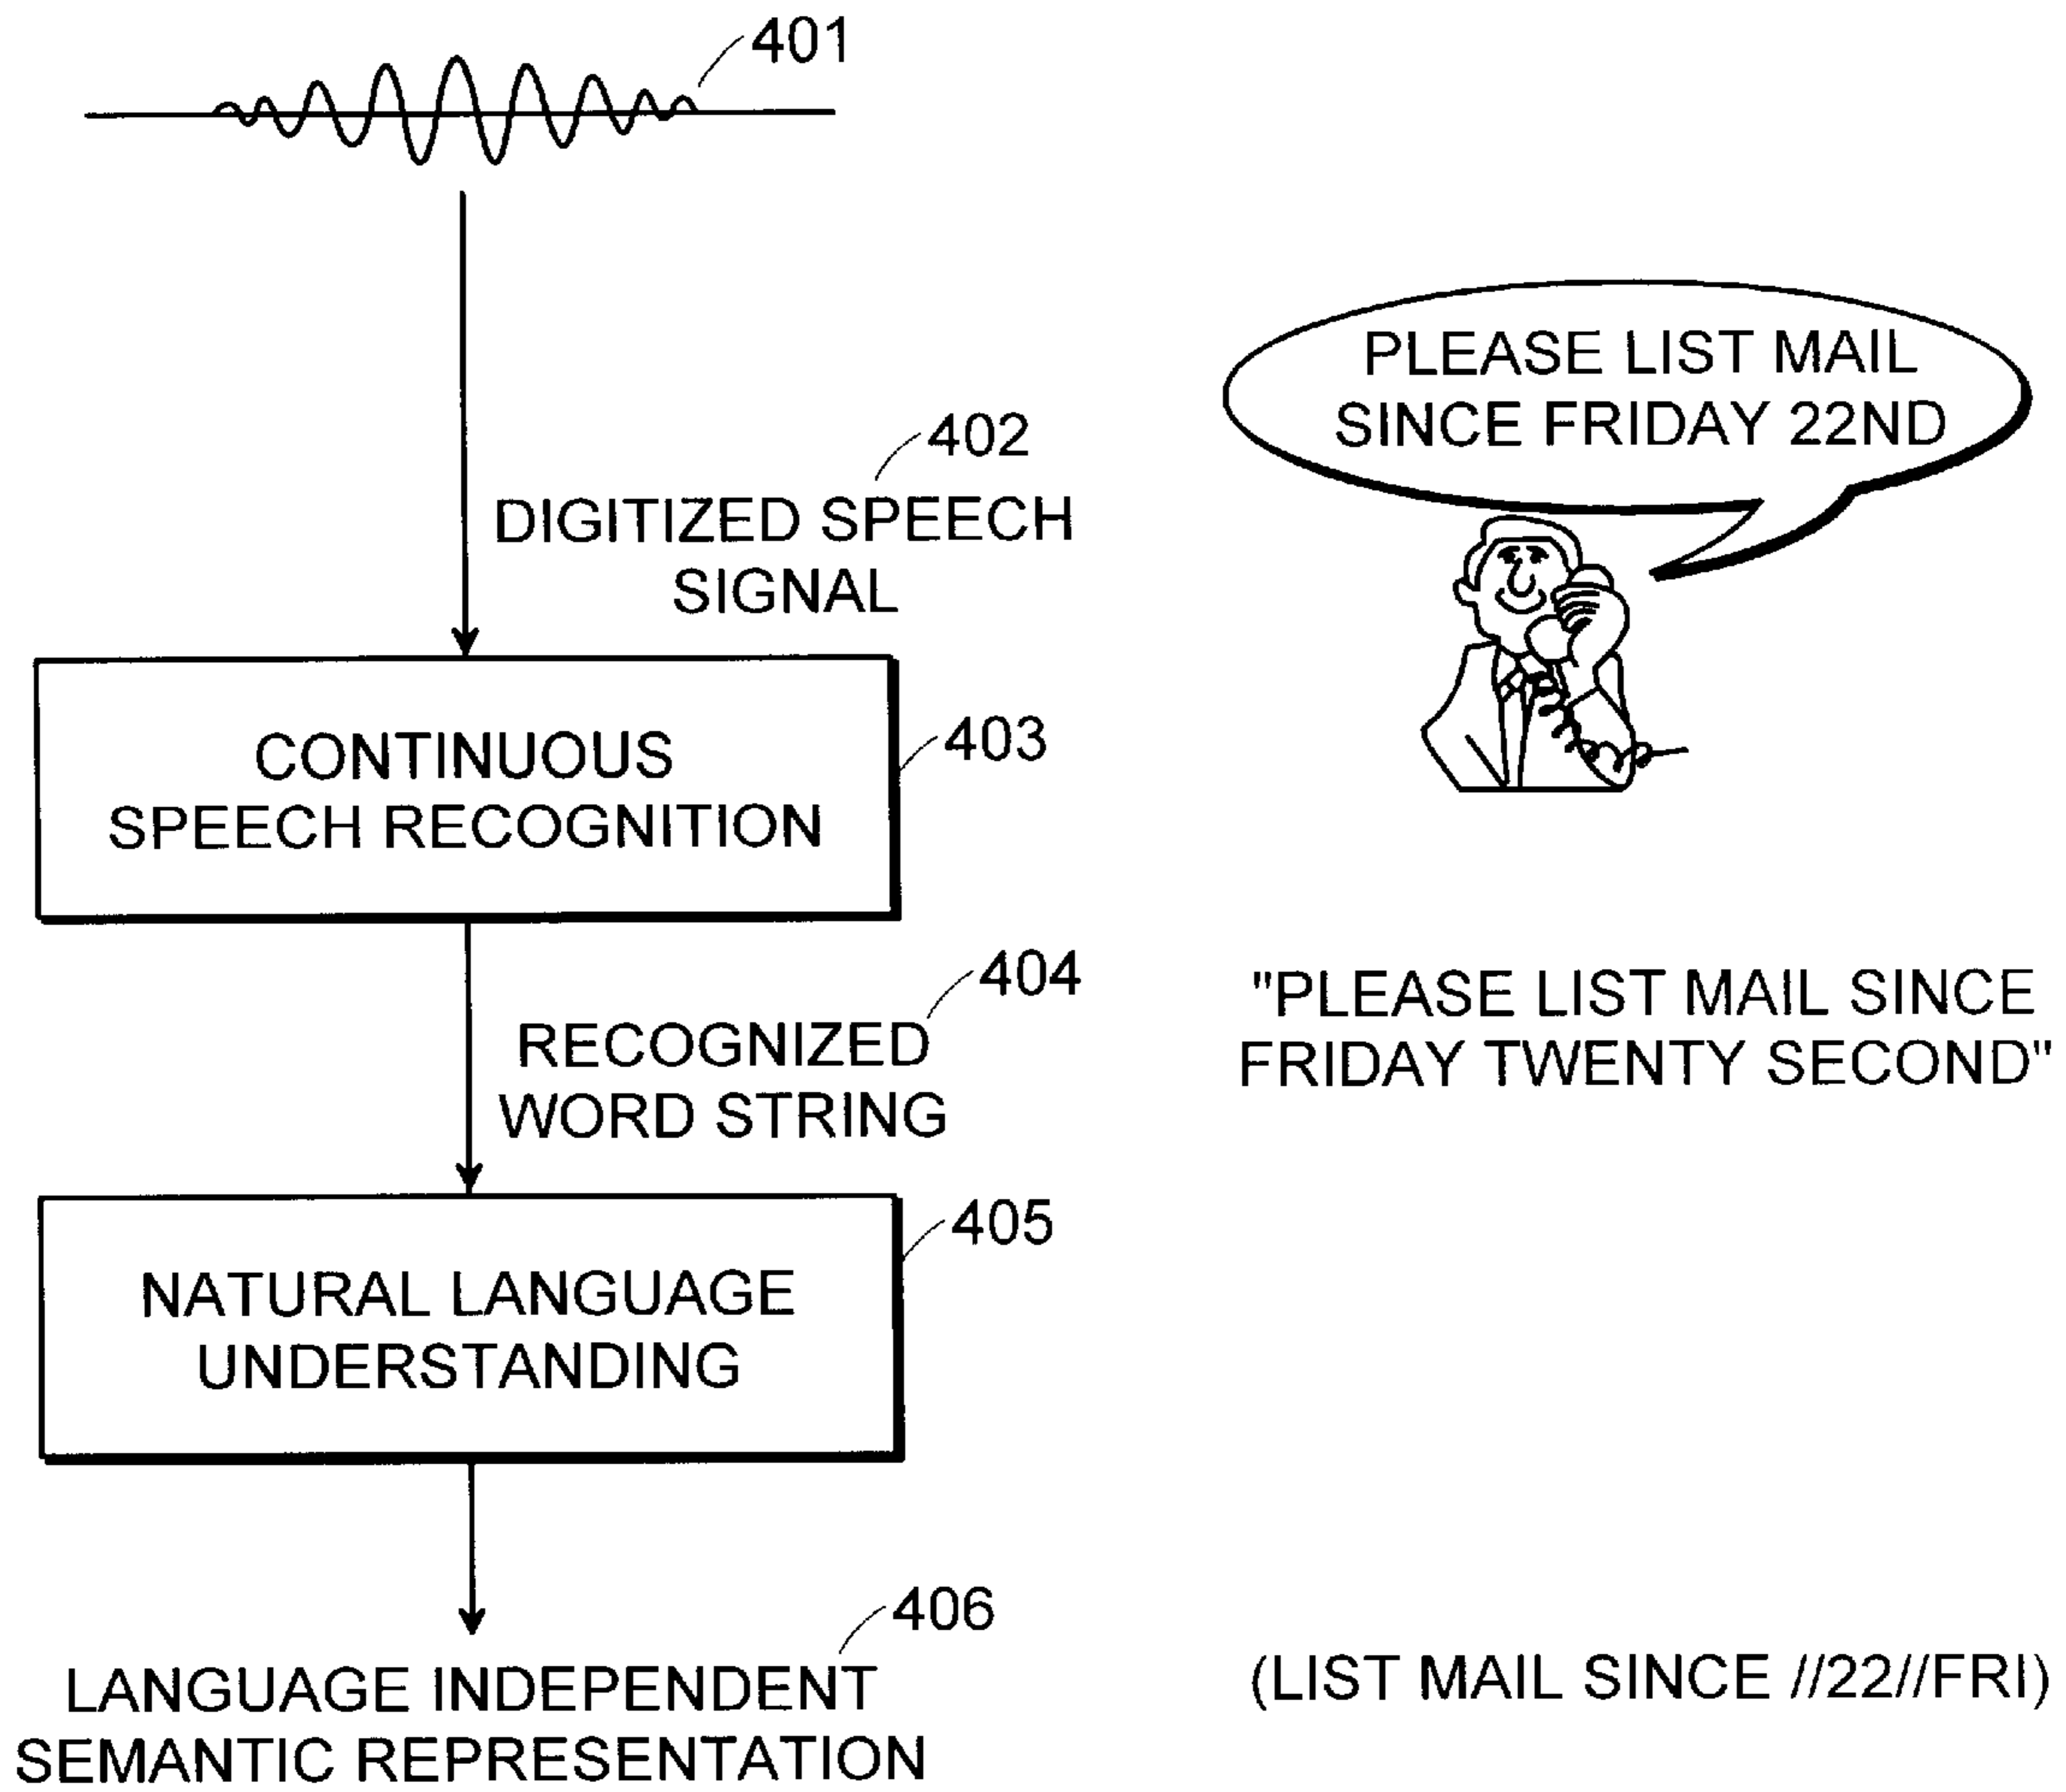 401
402
DIGITIZED SPEECH
SIGNAL
PLEASE LIST MAIL
SINCE FRIDAY 22ND
CONTINUOUS
SPEECH RECOGNITION
403
404
RECOGNIZED
WORD STRING
"PLEASE LIST MAIL SINCE
FRIDAY TWENTY SECOND"
405
NATURAL LANGUAGE
UNDERSTANDING
406
LANGUAGE INDEPENDENT
SEMANTIC REPRESENTATION
(LIST MAIL SINCE //22//FRI)